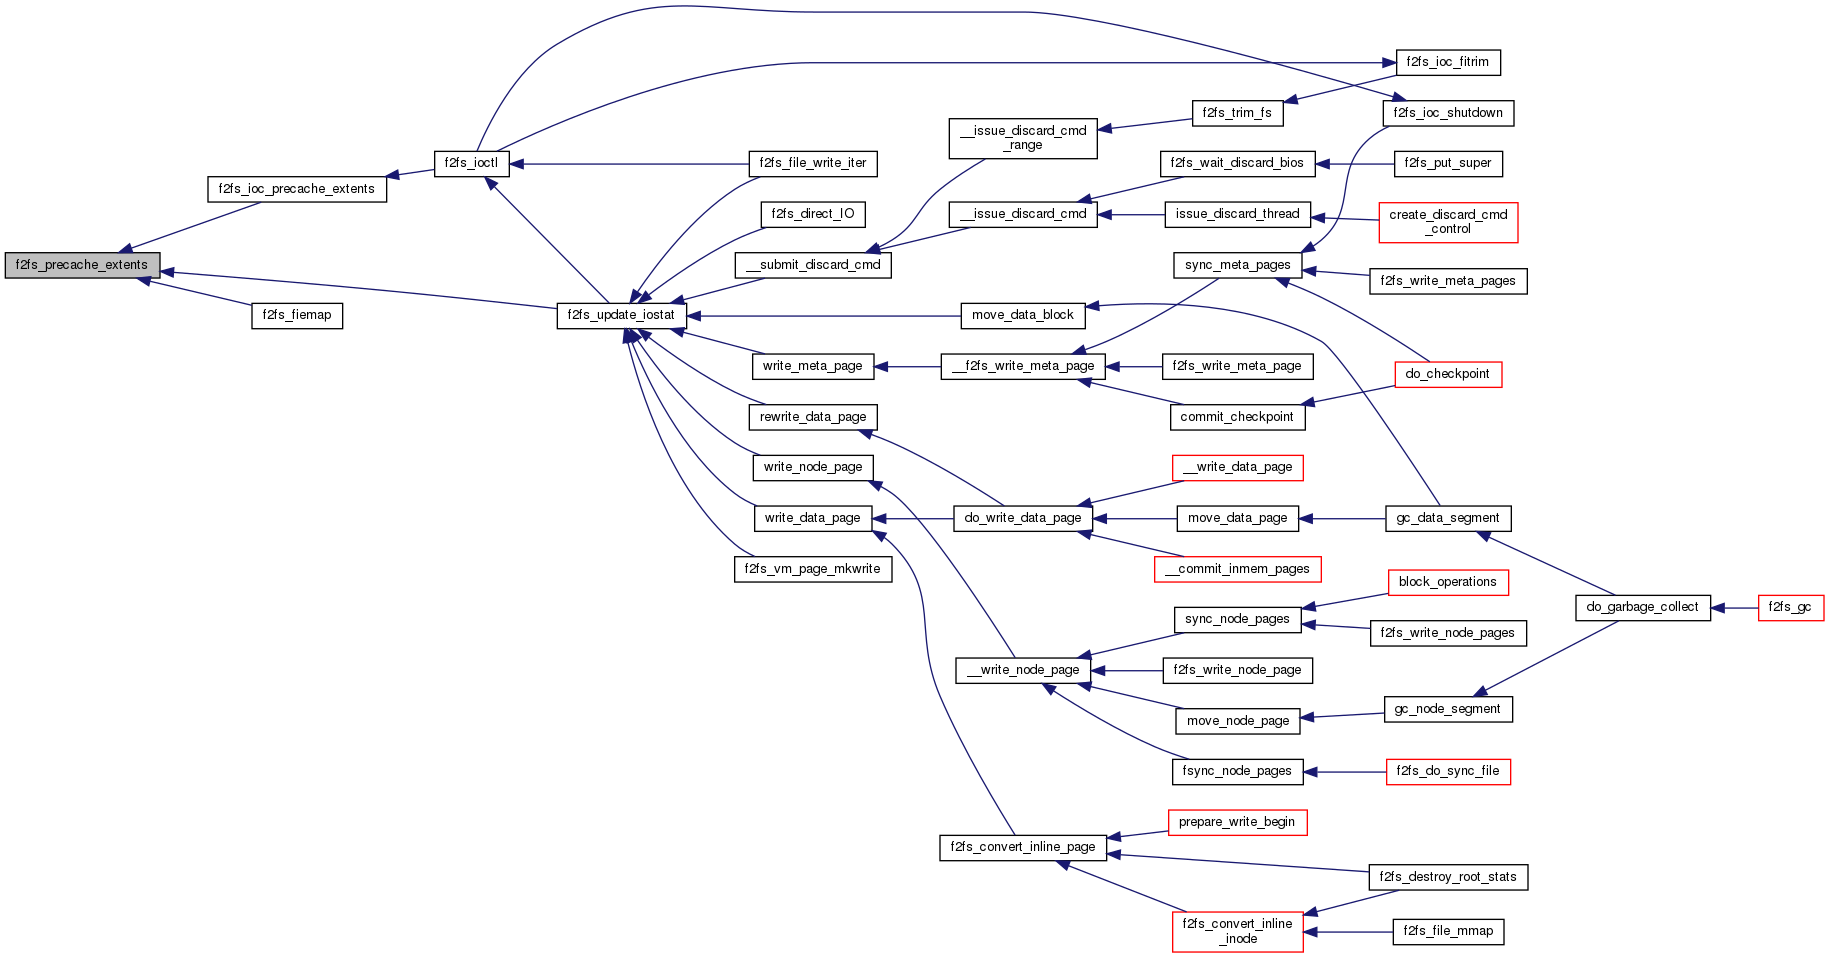 f2fs_precache_extents
f2fs_ioc_precache_extents
f2fs_fiemap
f2fs_ioctl
f2fs_update_iostat
f2fs_file_write_iter
f2fs_direct_IO
__submit_discard_cmd
write_meta_page
rewrite_data_page
write_node_page
write_data_page
f2fs_vm_page_mkwrite
__issue_discard_cmd
_range
__issue_discard_cmd
move_data_block
__f2fs_write_meta_page
do_write_data_page
__write_node_page
f2fs_convert_inline_page
f2fs_trim_fs
f2fs_wait_discard_bios
issue_discard_thread
sync_meta_pages
f2fs_write_meta_page
commit_checkpoint
__write_data_page
move_data_page
__commit_inmem_pages
sync_node_pages
f2fs_write_node_page
move_node_page
fsync_node_pages
prepare_write_begin
f2fs_convert_inline
_inode
f2fs_ioc_fitrim
f2fs_ioc_shutdown
f2fs_put_super
create_discard_cmd
_control
f2fs_write_meta_pages
do_checkpoint
gc_data_segment
block_operations
f2fs_write_node_pages
gc_node_segment
f2fs_do_sync_file
f2fs_destroy_root_stats
f2fs_file_mmap
do_garbage_collect
f2fs_gc